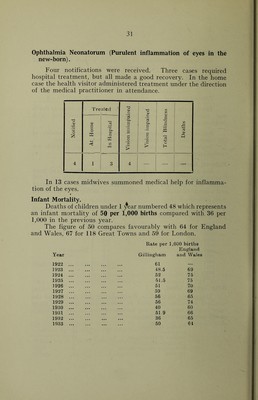 31
Ophthalmia Neonatorum (Purulent inflammation of eyes in the
new-born).
Four notifications were received. Three cases required
hospital treatment, but all made a good recovery. In the home
case the health visitor administered treatment under the direction
of the medical practitioner in attendance.
Notified
Treated
At Home
In Hospital
Vision unimpaired
Vision impaired
Total Blindness
Deaths
4 1 3 4 — — —
In 13 cases midwives summoned medical help for inflamma-
tion of the eyes.
Infant Mortality.
Deaths of children under 1 year numbered 48 which represents
an infant mortality of 50 per 1,000 births compared with 36 per
1,000 in the previous year.
The figure of 50 compares favourably with 64 for England
and Wales, 67 for 118 Great Towns and 59 for London.
Rate per 1,000 births
England
Year Gillingham and Wales
1922 ... 61 —
1923 ... 48.5 69
1924 ... 53 75
1925 ... 51.5 75
1926 ... 51 70
1927 ... 59 69
1928 ... 56 65
1929 ... 56 74
1930 ... 40 60
1931 ... 51.9 66
1932 ... 36 65
1933 ... 50 64